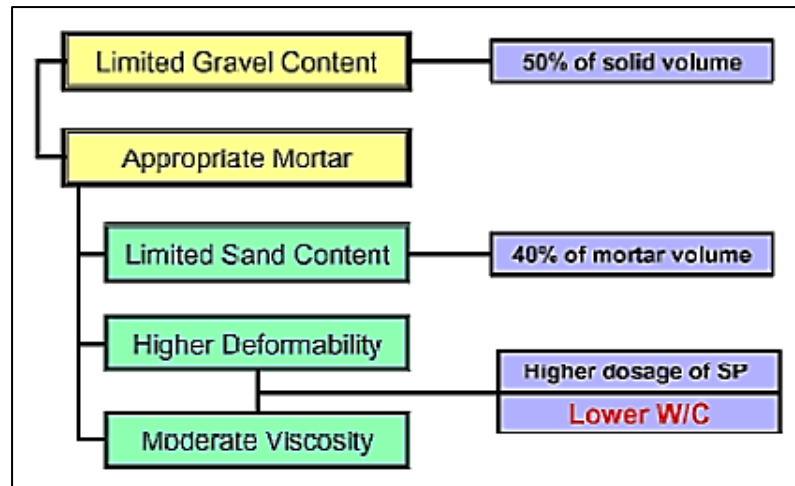 Limited Gravel Content
50% of solid volume
Appropriate Mortar
Limited Sand Content
40% of mortar volume
Higher Deformability
Higher dosage of SP
Lower W/C
Moderate Viscosity